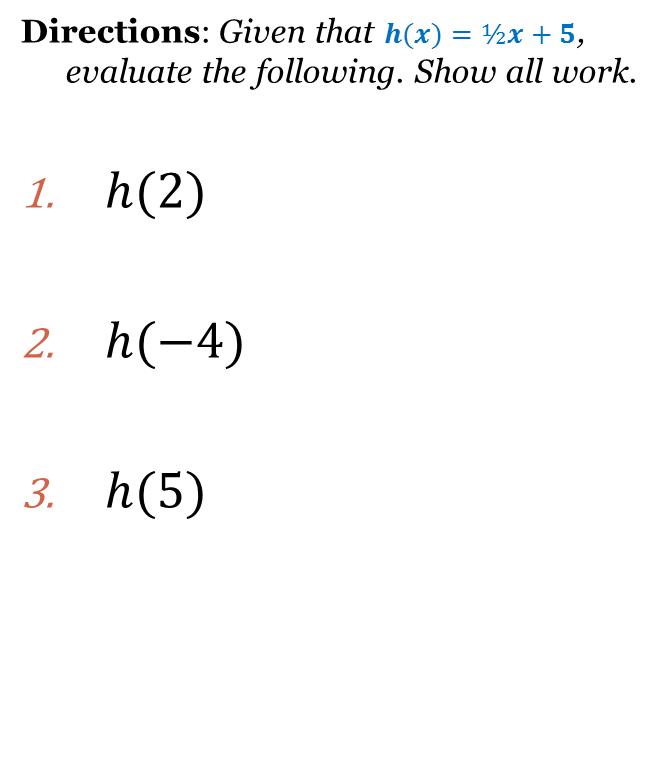 Directions: Given that h(x) = ½x + 5,
evaluate the following. Show all work.
1. h(2)
2. h(−4)
3. h(5)